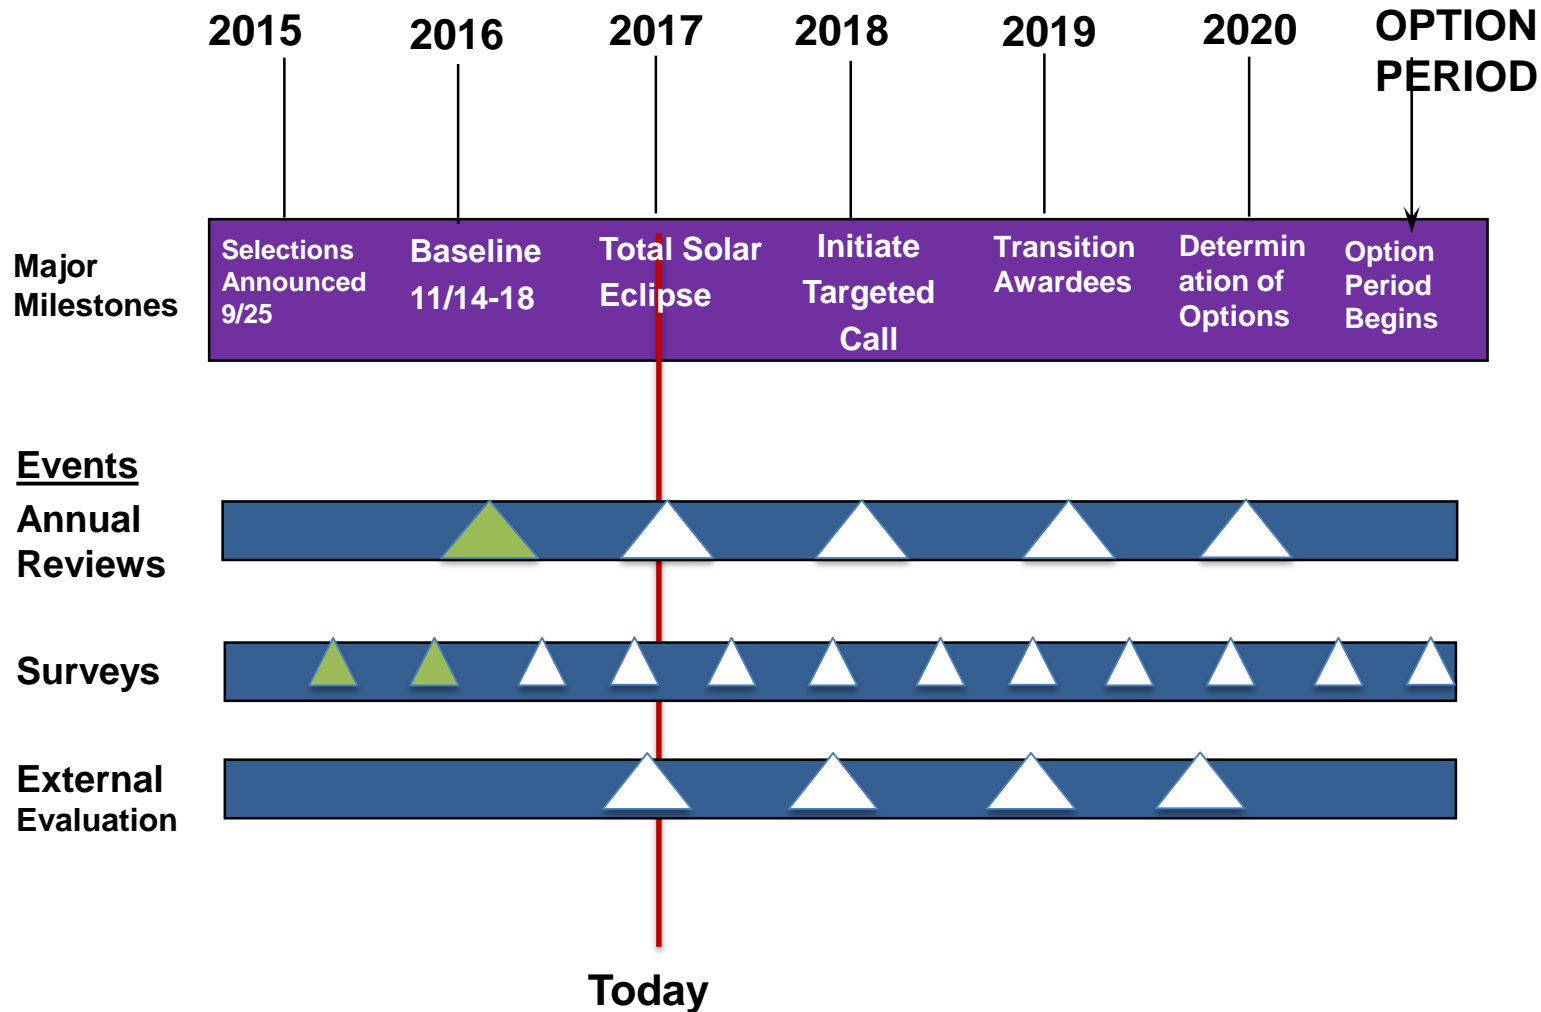 2015
2016
2017
2018
2019
2020
OPTION
PERIOD
Major
Milestones
Selections
Announced
9/25
Baseline
11/14-18
Total Solar
Eclipse
Initiate
Targeted
Call
Transition
Awardees
Determin
ation of
Options
Option
Period
Begins
Events
Annual
Reviews
Surveys
External
Evaluation
Today